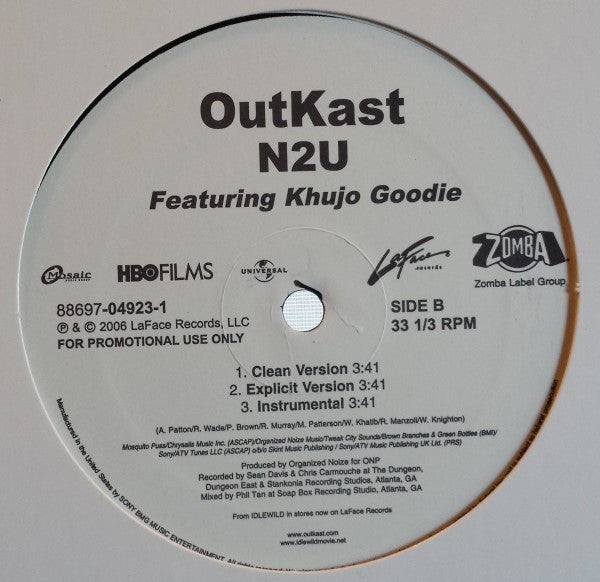 OutKast
N2U
Featuring Khujo Goodie
Mosaic
HBO FILMS
UNIVERSAL
LaFace
records
ZOMBA
Zomba Label Group
88697-04923-1
℗ & © 2006 LaFace Records, LLC
FOR PROMOTIONAL USE ONLY
SIDE B
33 1/3 RPM
1. Clean Version 3:41
2. Explicit Version 3:41
3. Instrumental 3:41
(A. Patton/R. Wade/P. Brown/R. Murray/M. Patterson/W. Khatib/R. Manzoli/W. Knighton)
Mosquito Puss/Chrysalis Music Inc. (ASCAP)/Organized Noize Music/Tweak City Sounds/Brown Branches & Green Bottles (BMI)/
Sony/ATV Tunes LLC (ASCAP) o/b/o Skint Music Publishing / Sony/ATV Music Publishing UK Ltd. (PRS)
Produced by Organized Noize for ONP
Recorded by Sean Davis & Chris Carmouche at The Dungeon,
Dungeon East & Stankonia Recording Studios, Atlanta, GA
Mixed by Phil Tan at Soap Box Recording Studio, Atlanta, GA
From IDLEWILD in stores now on LaFace Records
www.outkast.com
www.idlewildmovie.net
Manufactured in the United States by SONY BMG MUSIC ENTERTAINMENT. All rights